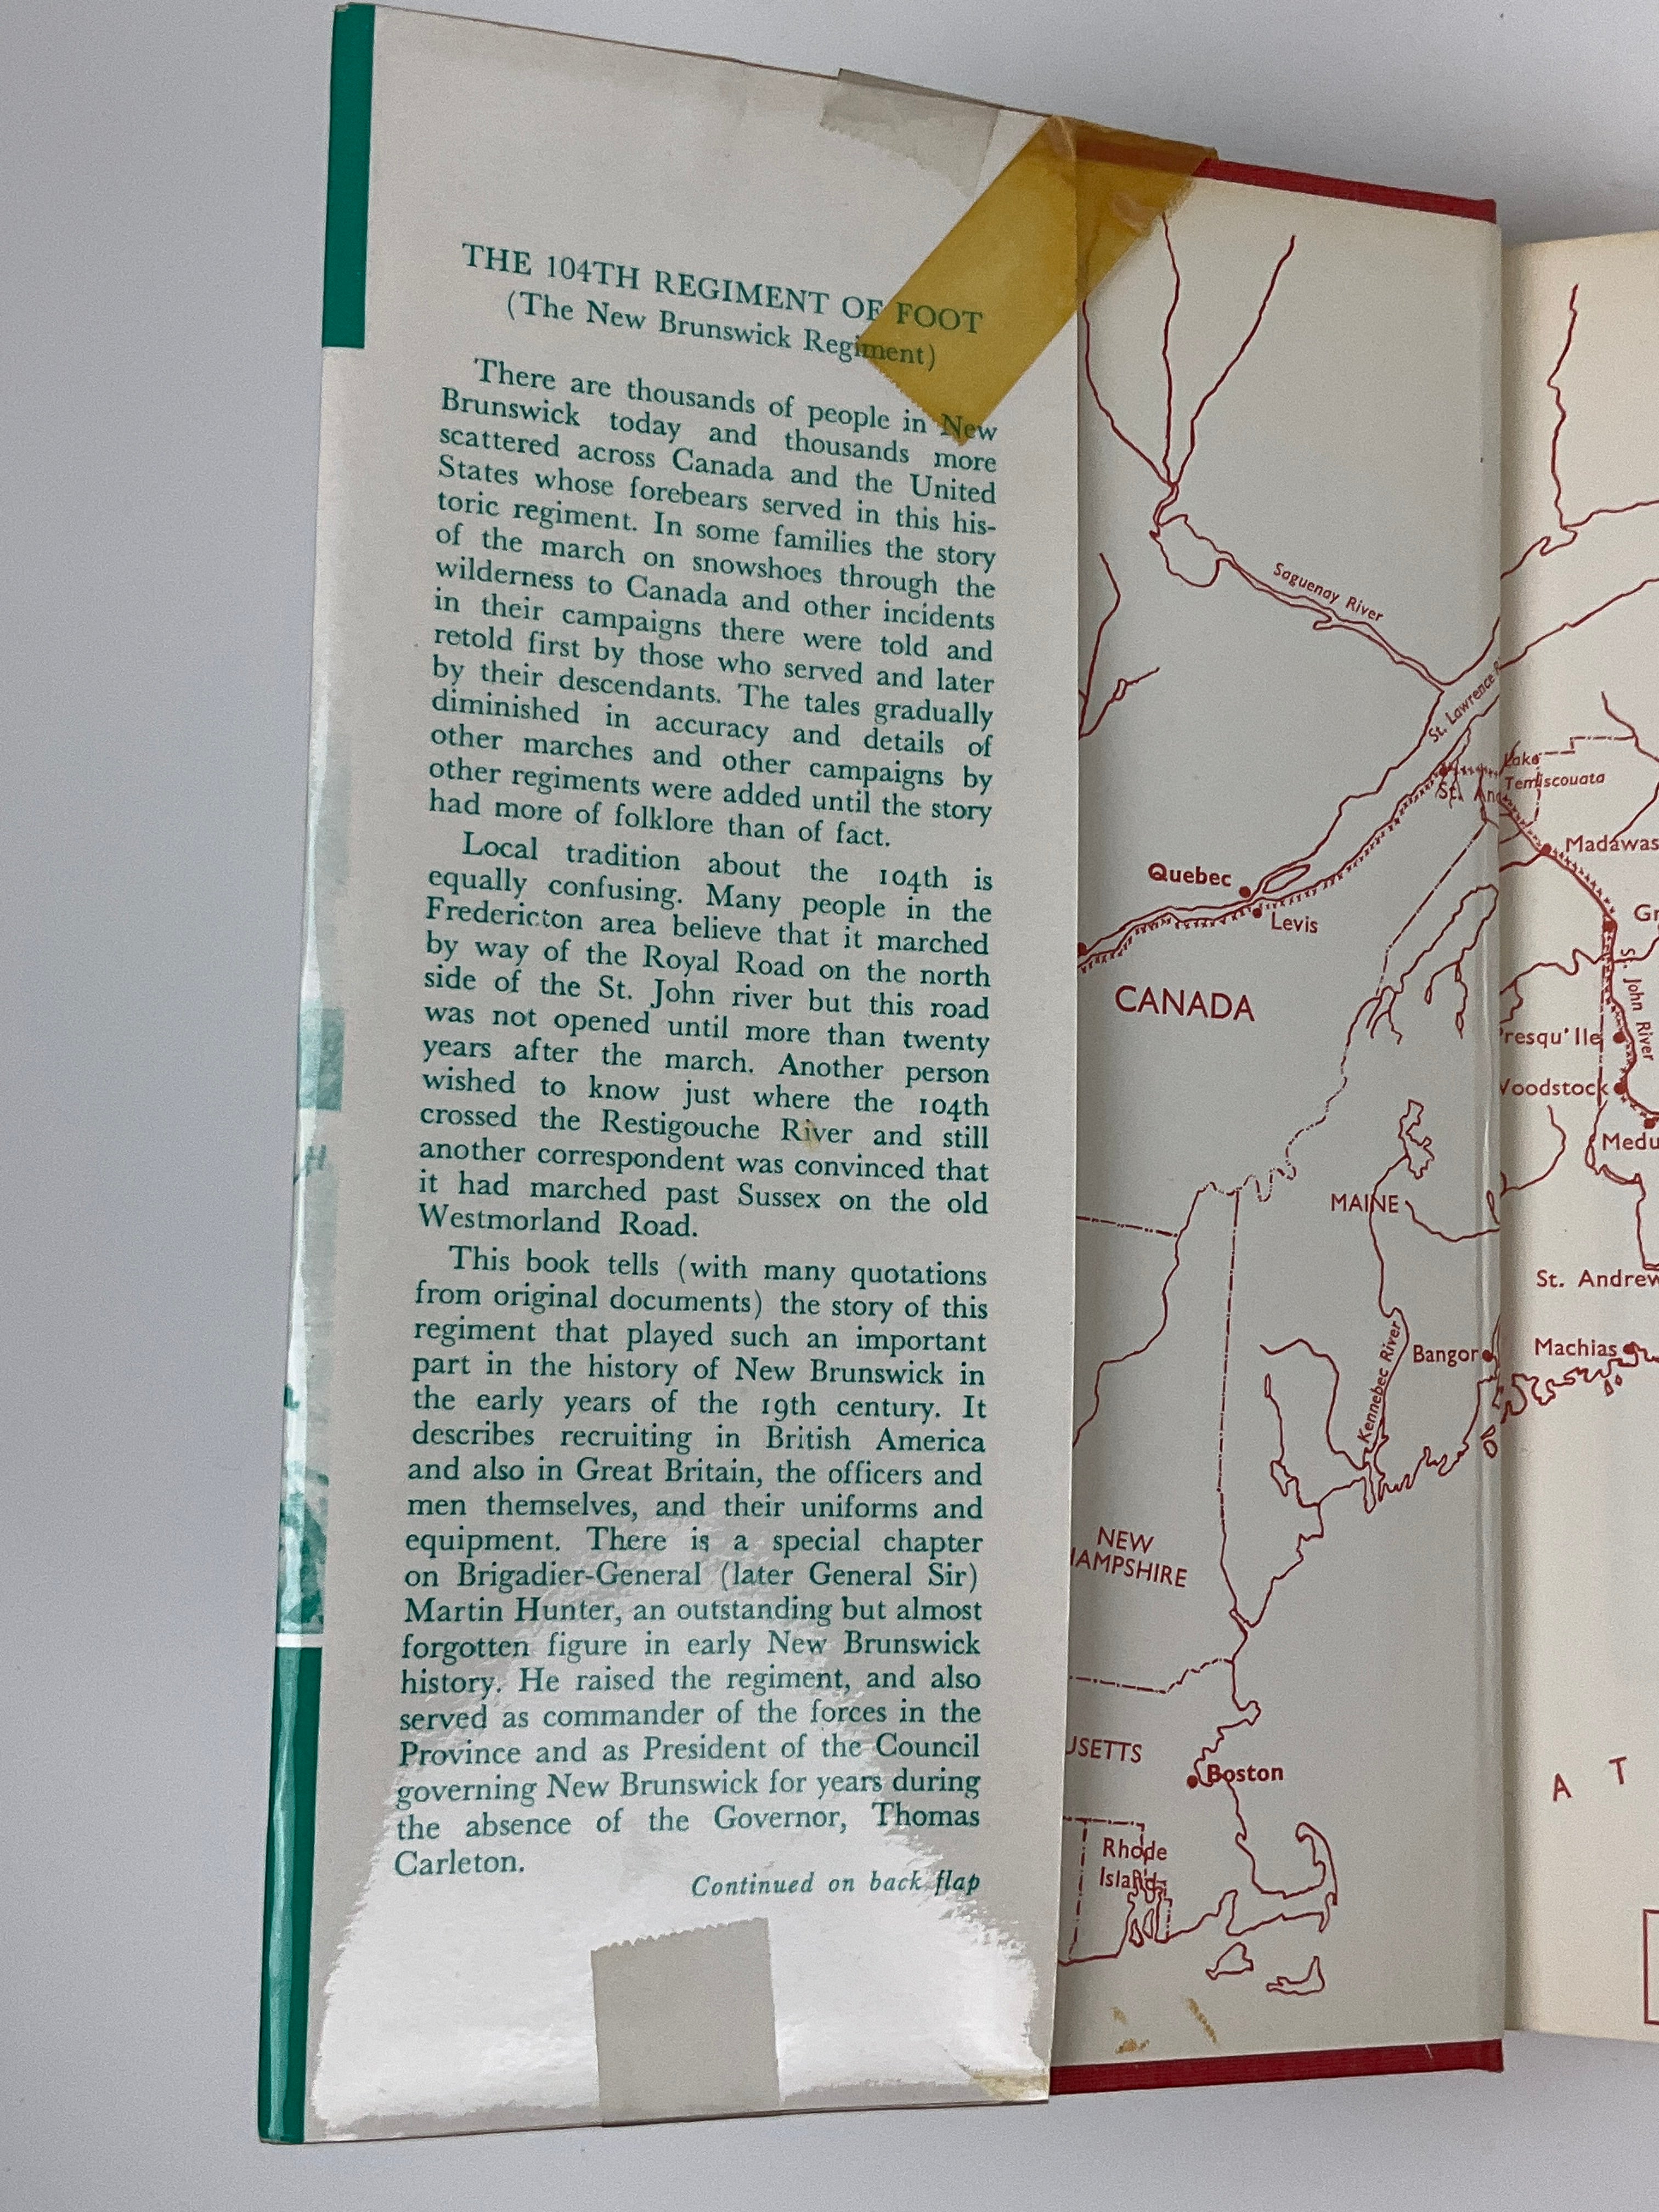 THE 104TH REGIMENT OF FOOT
(The New Brunswick Regiment)
There are thousands of people in New
Brunswick today and thousands more
scattered across Canada and the United
States whose forebears served in this his-
toric regiment. In some families the story
of the march on snowshoes through the
wilderness to Canada and other incidents
in their campaigns there were told and
retold first by those who served and later
by their descendants. The tales gradually
diminished in accuracy and details of
other marches and other campaigns by
other regiments were added until the story
had more of folklore than of fact.
Local tradition about the 104th is
equally confusing. Many people in the
Fredericton area believe that it marched
by way of the Royal Road on the north
side of the St. John river but this road
was not opened until more than twenty
years after the march. Another person
wished to know just where the 104th
crossed the Restigouche River and still
another correspondent was convinced that
it had marched past Sussex on the old
Westmorland Road.
This book tells (with many quotations
from original documents) the story of this
regiment that played such an important
part in the history of New Brunswick in
the early years of the 19th century. It
describes recruiting in British America
and also in Great Britain, the officers and
men themselves, and their uniforms and
equipment. There is a special chapter
on Brigadier-General (later General Sir)
Martin Hunter, an outstanding but almost
forgotten figure in early New Brunswick
history. He raised the regiment, and also
served as commander of the forces in the
Province and as President of the Council
governing New Brunswick for years during
the absence of the Governor, Thomas
Carleton.
Continued on back flap
Saguenay River
St. Lawrence R
Lake
Temiscouata
St. An
Madawas
Quebec
Levis
Gr
CANADA
St. John River
resqu'Ile
Woodstock
Medu
MAINE
St. Andrew
Kennebec River
Bangor
Machias
NEW
HAMPSHIRE
USETTS
Boston
A T
Rhode
Island